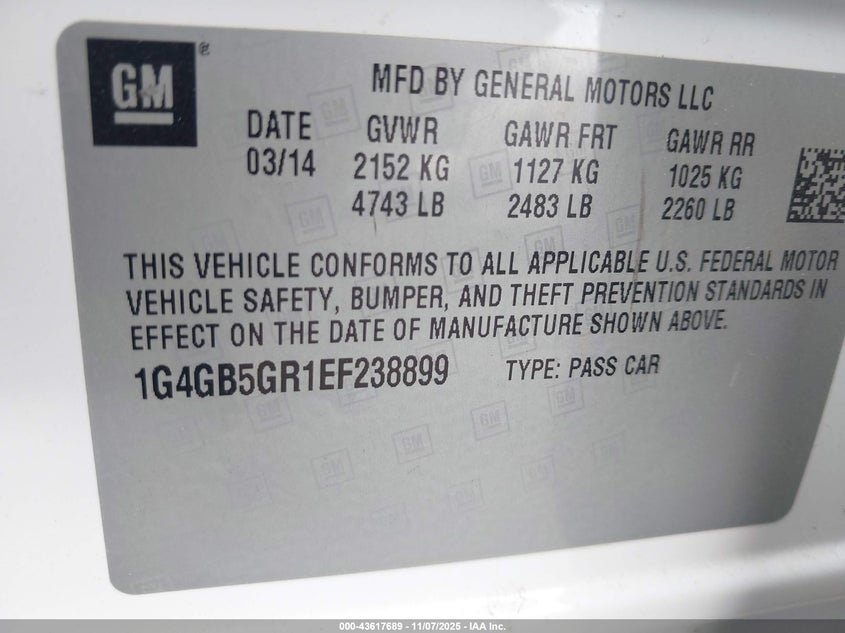 GM®
MFD BY GENERAL MOTORS LLC
DATE GVWR GAWR FRT GAWR RR
03/14 2152 KG 1127 KG 1025 KG
4743 LB 2483 LB 2260 LB
THIS VEHICLE CONFORMS TO ALL APPLICABLE U.S. FEDERAL MOTOR
VEHICLE SAFETY, BUMPER, AND THEFT PREVENTION STANDARDS IN
EFFECT ON THE DATE OF MANUFACTURE SHOWN ABOVE.
1G4GB5GR1EF238899 TYPE: PASS CAR
000-43617689 - 11/07/2025 - IAA Inc.